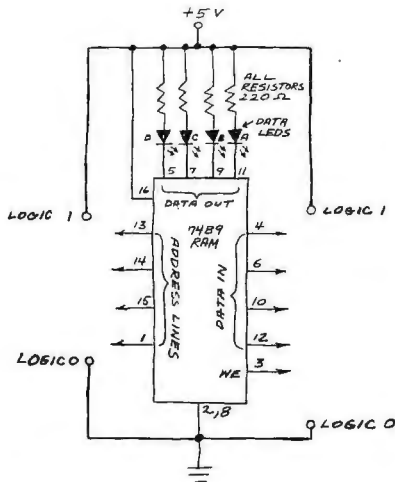 +5 V
ALL
RESISTORS
220 Ω
DATA
LEDS
D
C
B
A
5
7
9
11
16
DATA OUT
LOGIC 1
LOGIC 1
7489
RAM
13
14
15
1
ADDRESS LINES
DATA IN
4
6
10
12
WE
3
LOGIC 0
2,8
LOGIC 0